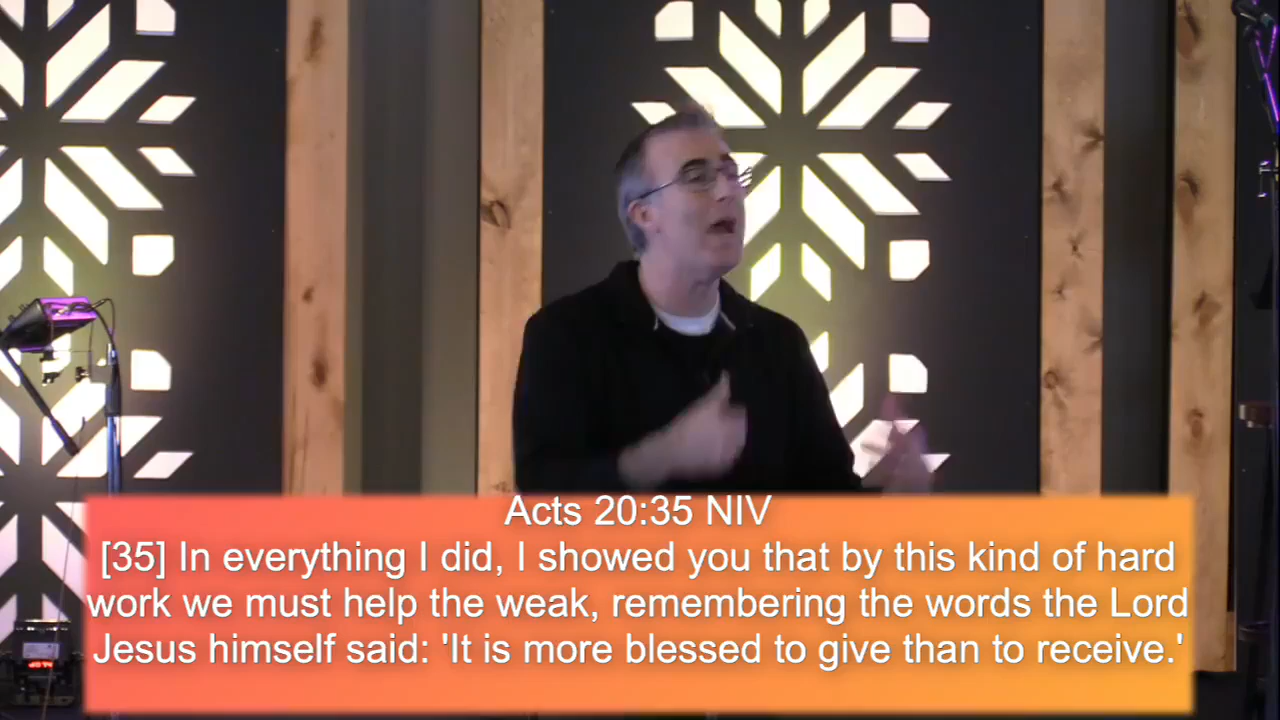 Acts 20:35 NIV
[35] In everything I did, I showed you that by this kind of hard
work we must help the weak, remembering the words the Lord
Jesus himself said: 'It is more blessed to give than to receive.'